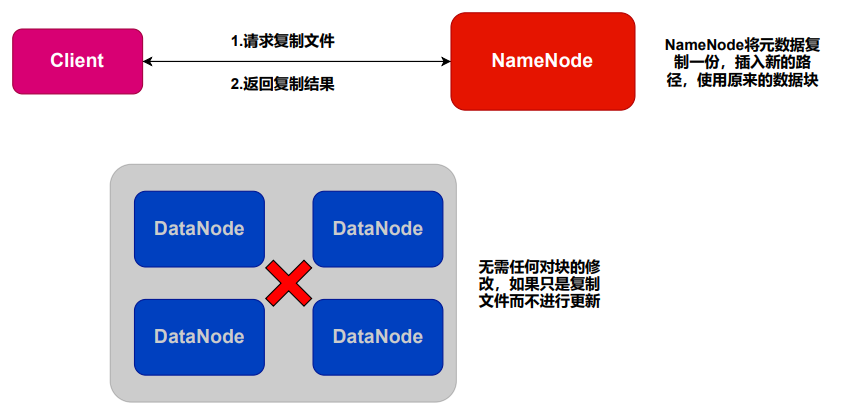 Client
1.请求复制文件
2.返回复制结果
NameNode
NameNode将元数据复
制一份，插入新的路
径，使用原来的数据块
DataNode
DataNode
DataNode
DataNode
无需任何对块的修
改，如果只是复制
文件而不进行更新